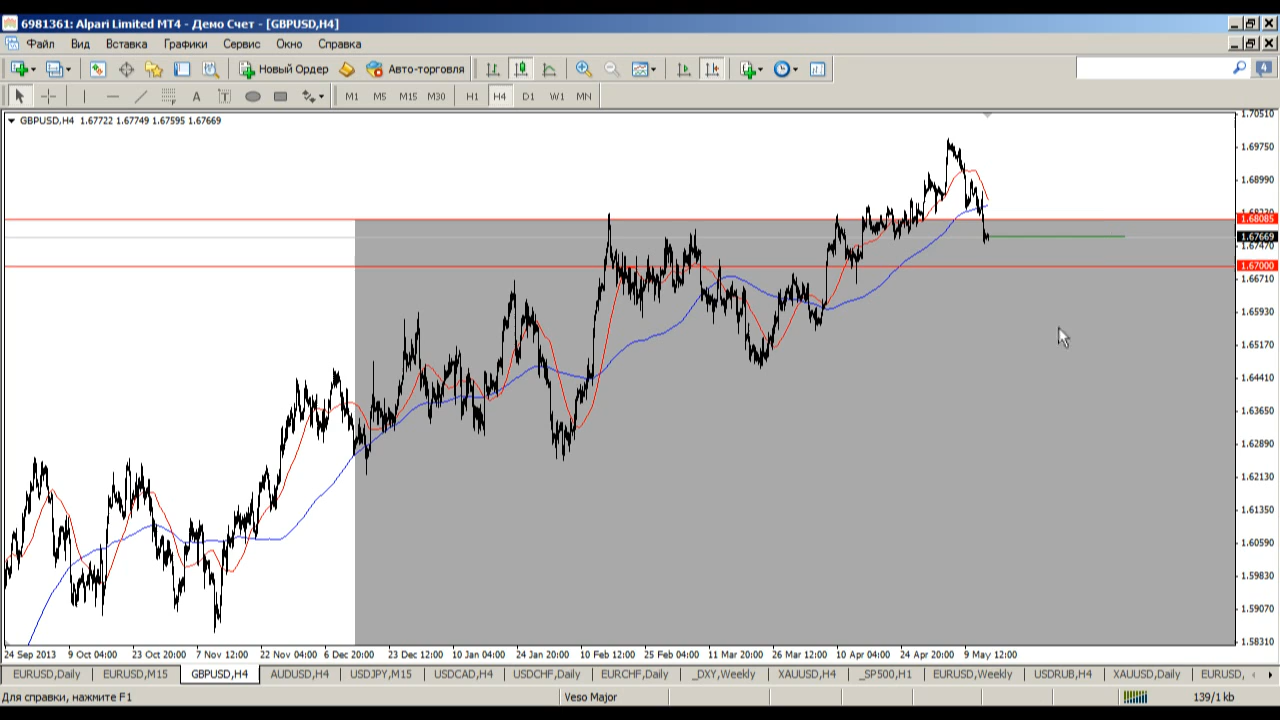 6981361: Alpari Limited MT4 - Демо Счет - [GBPUSD,H4]
Файл Вид Вставка Графики Сервис Окно Справка
Новый Ордер Авто-торговля 4
A T M1 M5 M15 M30 H1 H4 D1 W1 MN
GBPUSD,H4 1.67722 1.67749 1.67595 1.67669
1.70510
1.69750
1.68990
1.68085
1.67669
1.67470
1.67000
1.66710
1.65930
1.65170
1.64410
1.63650
1.62890
1.62130
1.61350
1.60590
1.59830
1.59070
1.58310
24 Sep 2013 9 Oct 04:00 23 Oct 20:00 7 Nov 12:00 22 Nov 04:00 6 Dec 20:00 23 Dec 12:00 10 Jan 04:00 24 Jan 20:00 10 Feb 12:00 25 Feb 04:00 11 Mar 20:00 26 Mar 12:00 10 Apr 04:00 24 Apr 20:00 9 May 12:00
EURUSD,Daily EURUSD,M15 GBPUSD,H4 AUDUSD,H4 USDJPY,M15 USDCAD,H4 USDCHF,Daily EURCHF,Daily _DXY,Weekly XAUUSD,H4 _SP500,H1 EURUSD,Weekly USDRUB,H4 XAUUSD,Daily EURUSD,
Для справки, нажмите F1 Veso Major 139/1 kb